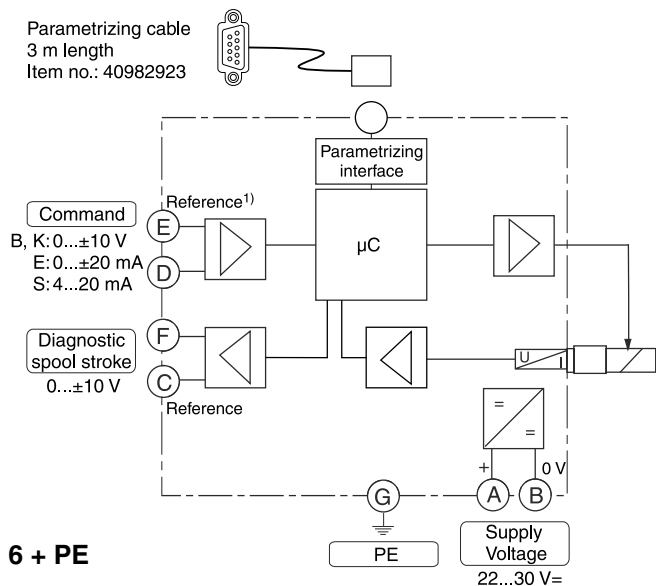 Parametrizing cable
3 m length
Item no.: 40982923
Parametrizing
interface
Reference¹⁾
Command
E
B, K: 0...±10 V
E: 0...±20 mA
S: 4...20 mA
D
µC
Diagnostic
spool stroke
0...±10 V
F
C
Reference
U
I
=
=
+
0 V
A
B
G
PE
Supply
Voltage
22...30 V=
6 + PE